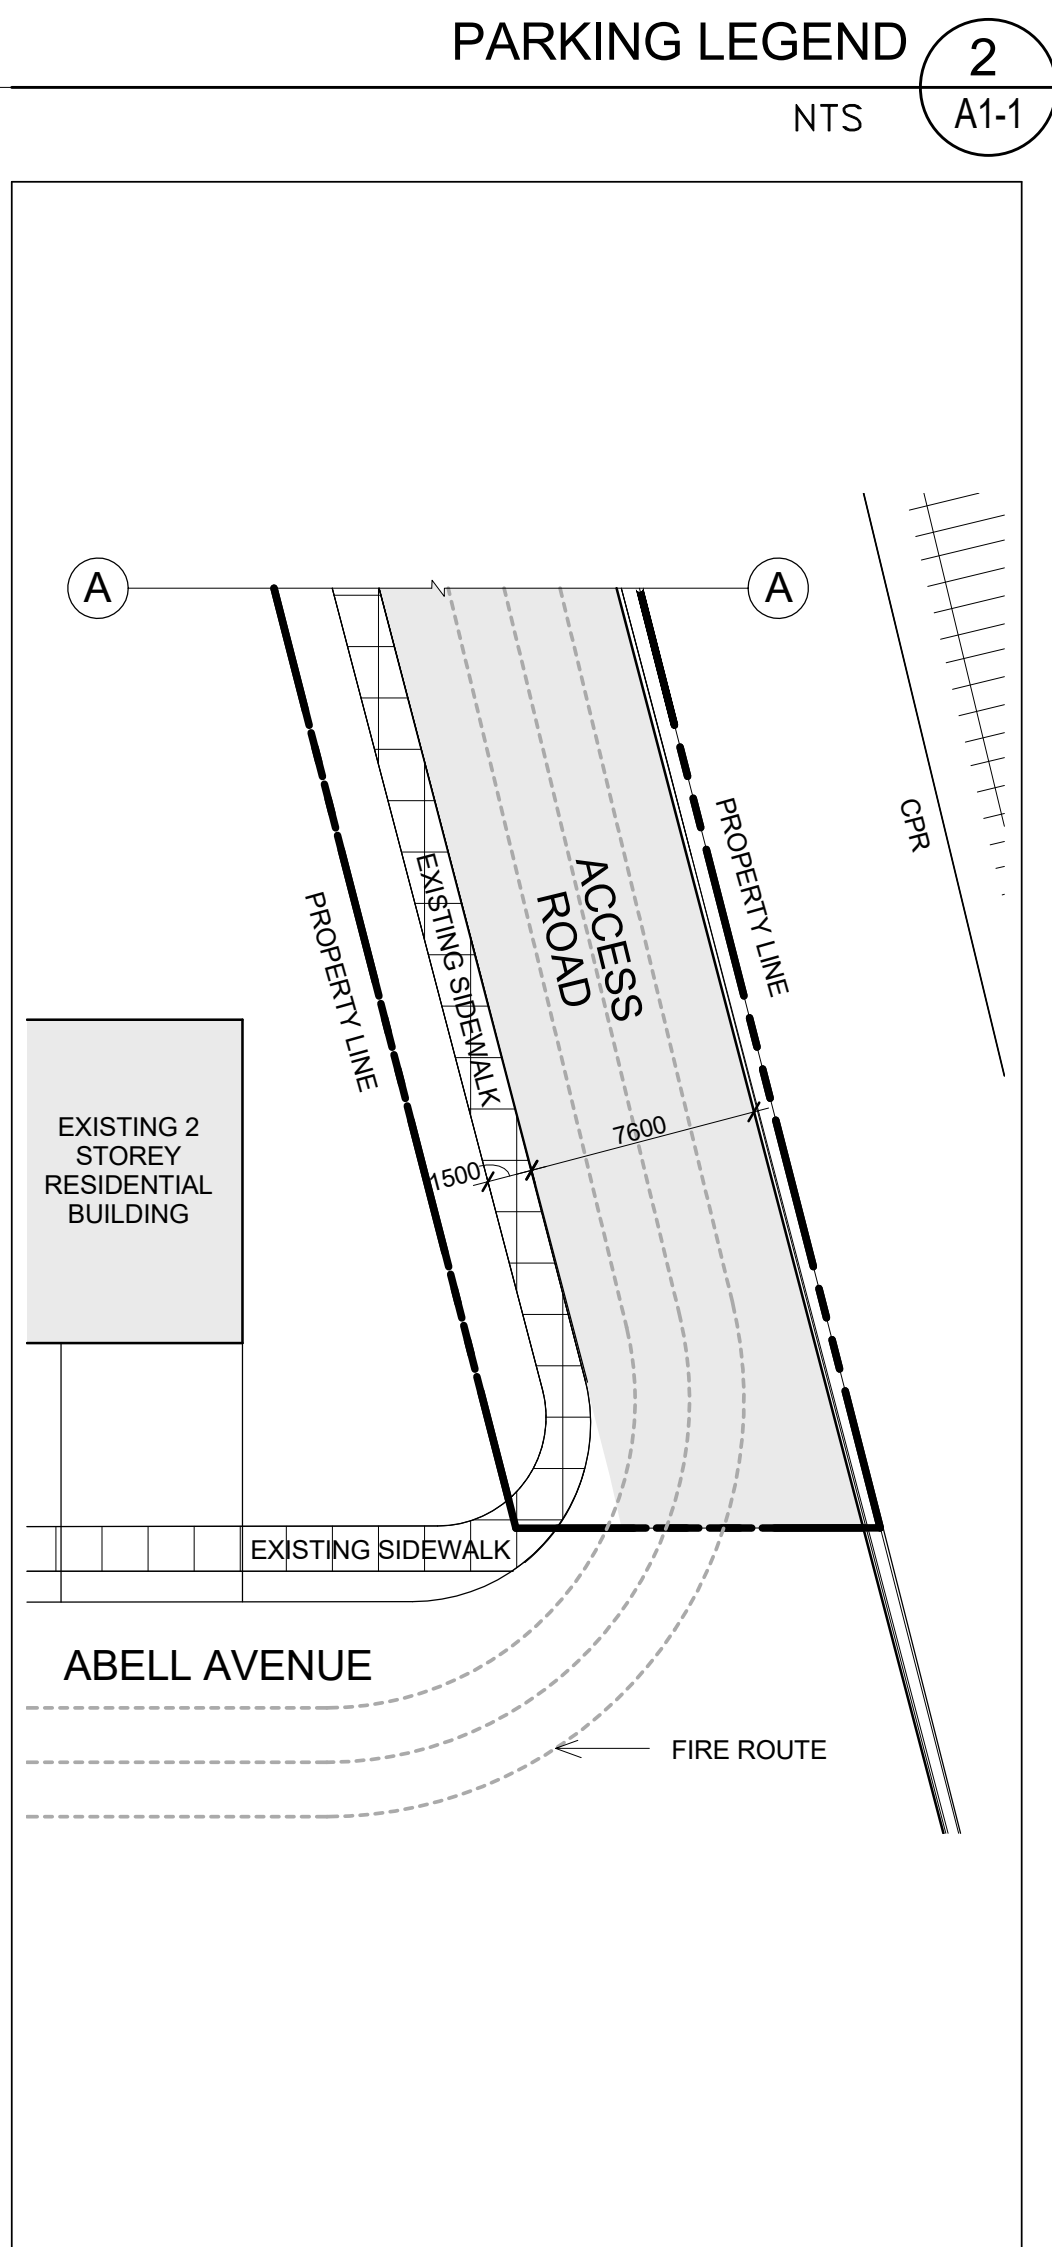 PARKING LEGEND
2
NTS
A1-1
A
A
PROPERTY LINE
EXISTING SIDEWALK
ACCESS
ROAD
PROPERTY LINE
CPR
EXISTING 2
STOREY
RESIDENTIAL
BUILDING
1500
7600
EXISTING SIDEWALK
ABELL AVENUE
FIRE ROUTE